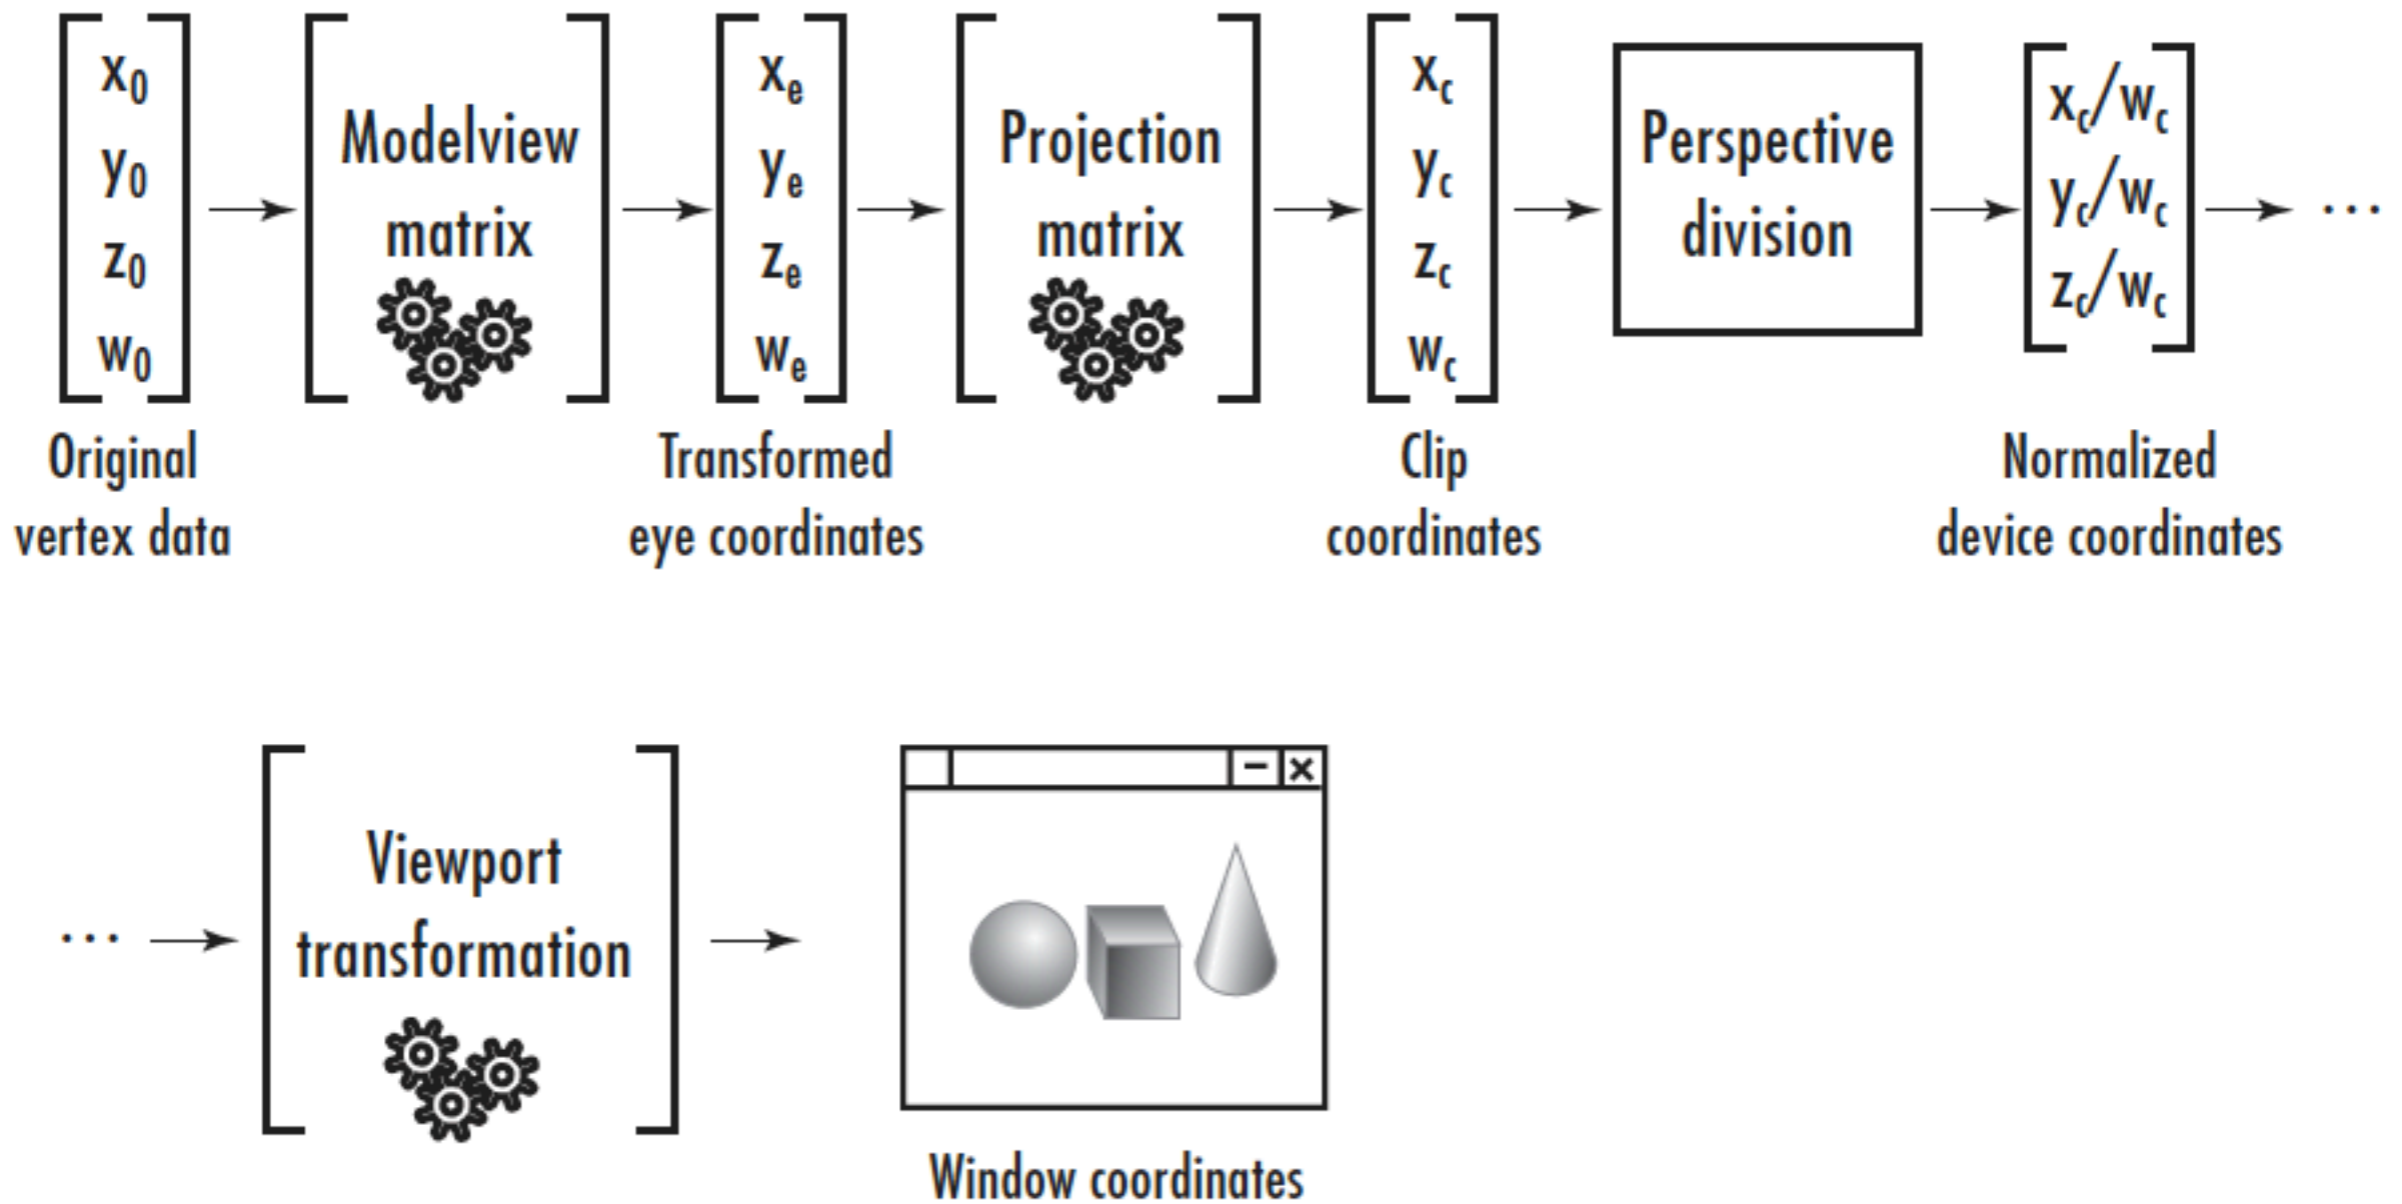 x0
y0
z0
w0
Original
vertex data
Modelview
matrix
xe
ye
ze
we
Transformed
eye coordinates
Projection
matrix
xc
yc
zc
wc
Clip
coordinates
Perspective
division
xc/wc
yc/wc
zc/wc
Normalized
device coordinates
...
...
Viewport
transformation
Window coordinates